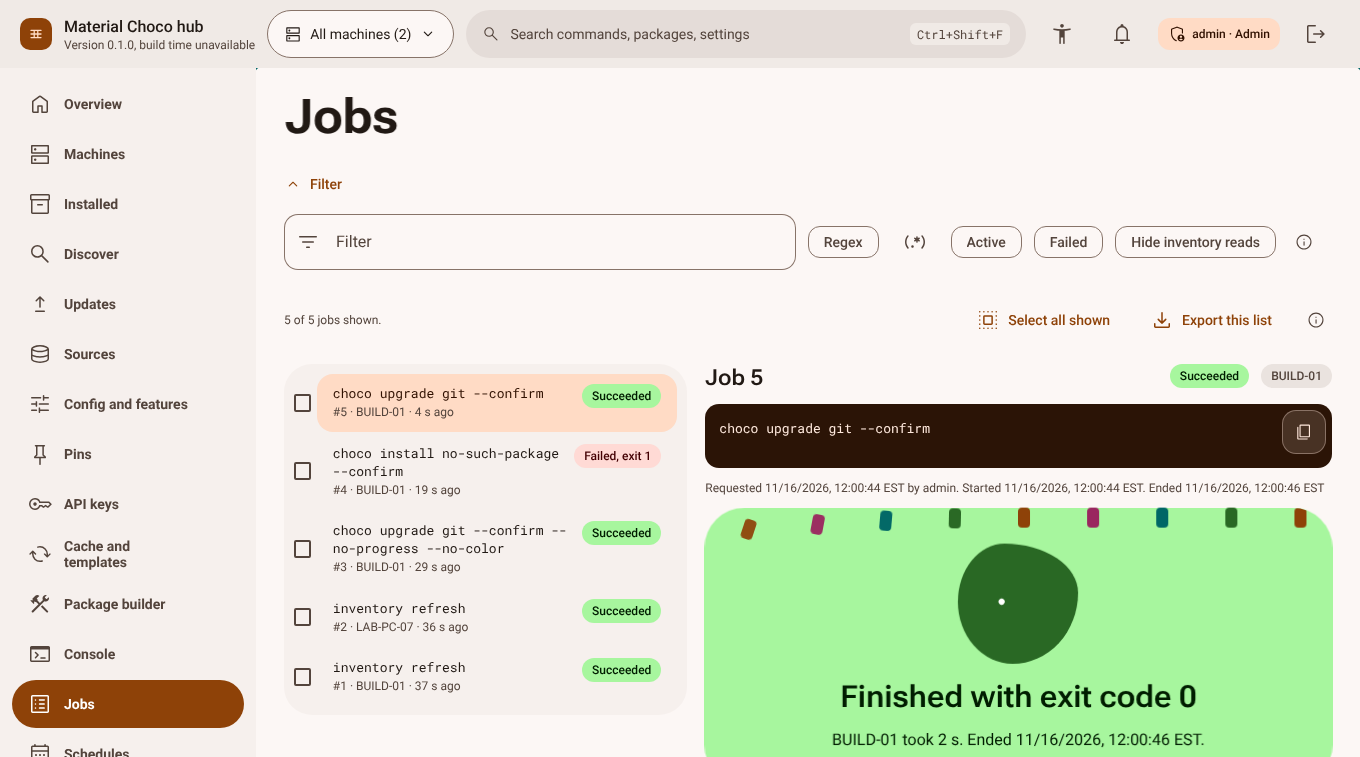 Material Choco hub
Version 0.1.0, build time unavailable
All machines (2)
Search commands, packages, settings
Ctrl+Shift+F
admin · Admin
Overview
Machines
Installed
Discover
Updates
Sources
Config and features
Pins
API keys
Cache and
templates
Package builder
Console
Jobs
Schedules
Jobs
Filter
Filter
Regex
(.*)
Active
Failed
Hide inventory reads
5 of 5 jobs shown.
Select all shown
Export this list
choco upgrade git --confirm
Succeeded
#5 · BUILD-01 · 4 s ago
choco install no-such-package
--confirm
Failed, exit 1
#4 · BUILD-01 · 19 s ago
choco upgrade git --confirm --
no-progress --no-color
Succeeded
#3 · BUILD-01 · 29 s ago
inventory refresh
Succeeded
#2 · LAB-PC-07 · 36 s ago
inventory refresh
Succeeded
#1 · BUILD-01 · 37 s ago
Job 5
Succeeded
BUILD-01
choco upgrade git --confirm
Requested 11/16/2026, 12:00:44 EST by admin. Started 11/16/2026, 12:00:44 EST. Ended 11/16/2026, 12:00:46 EST
Finished with exit code 0
BUILD-01 took 2 s. Ended 11/16/2026, 12:00:46 EST.